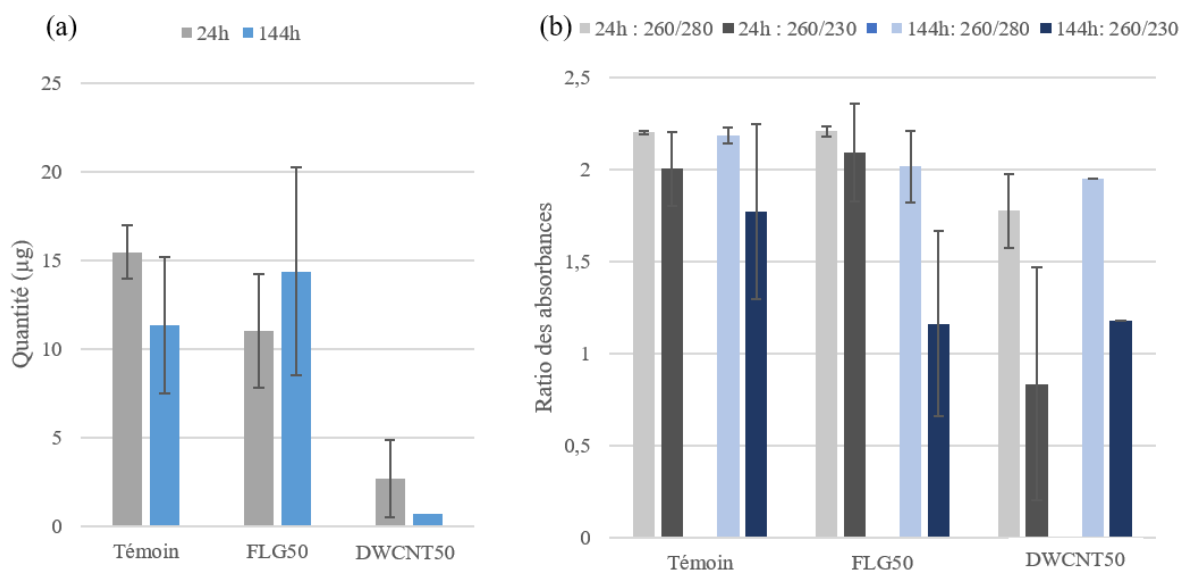 (a)
24h 144h
Quantité (µg)
25
20
15
10
5
0
Témoin FLG50 DWCNT50
(b)
24h : 260/280 24h : 260/230 144h: 260/280 144h: 260/230
Ratio des absorbances
2,5
2
1,5
1
0,5
0
Témoin FLG50 DWCNT50